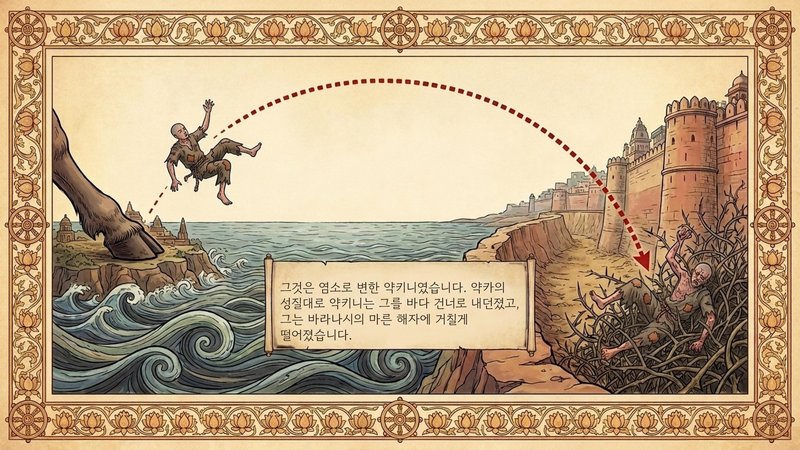 그것은 염소로 변한 약키니였습니다. 약카의
성질대로 약키니는 그를 바다 건너로 내던졌고,
그는 바라나시의 마른 해자에 거칠게
떨어졌습니다.